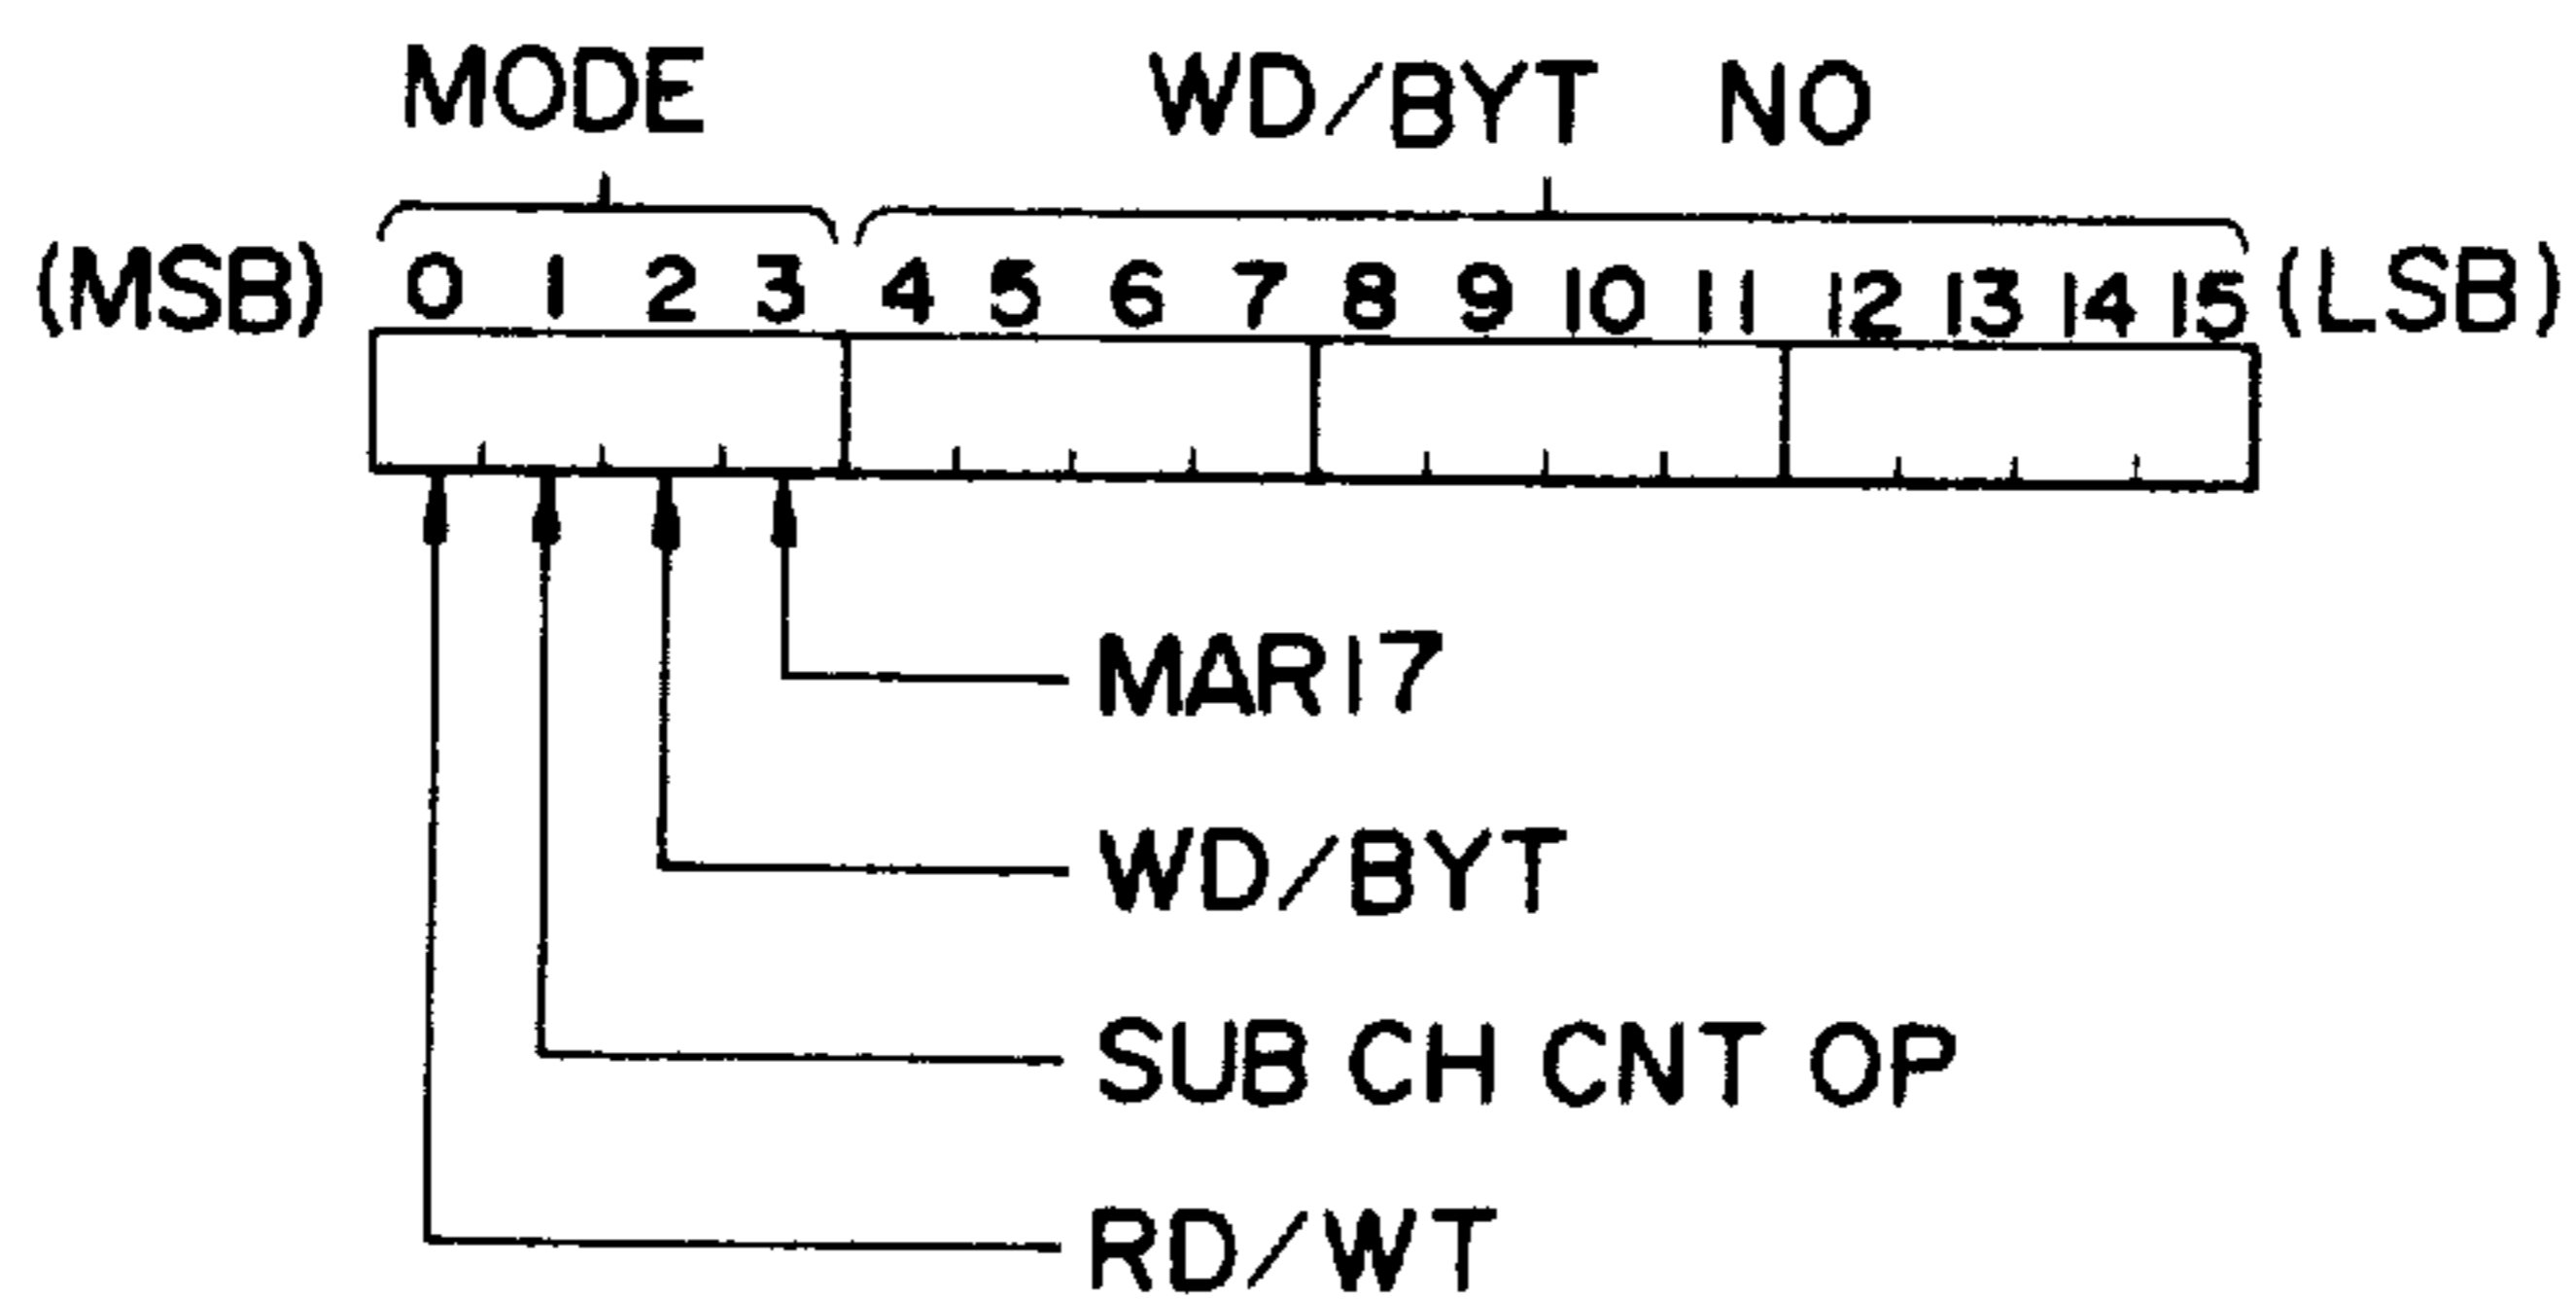 MODE WD/BYT NO
(MSB) 0 1 2 3 4 5 6 7 8 9 10 11 12 13 14 15 (LSB)
MAR17
WD/BYT
SUB CH CNT OP
RD/WT